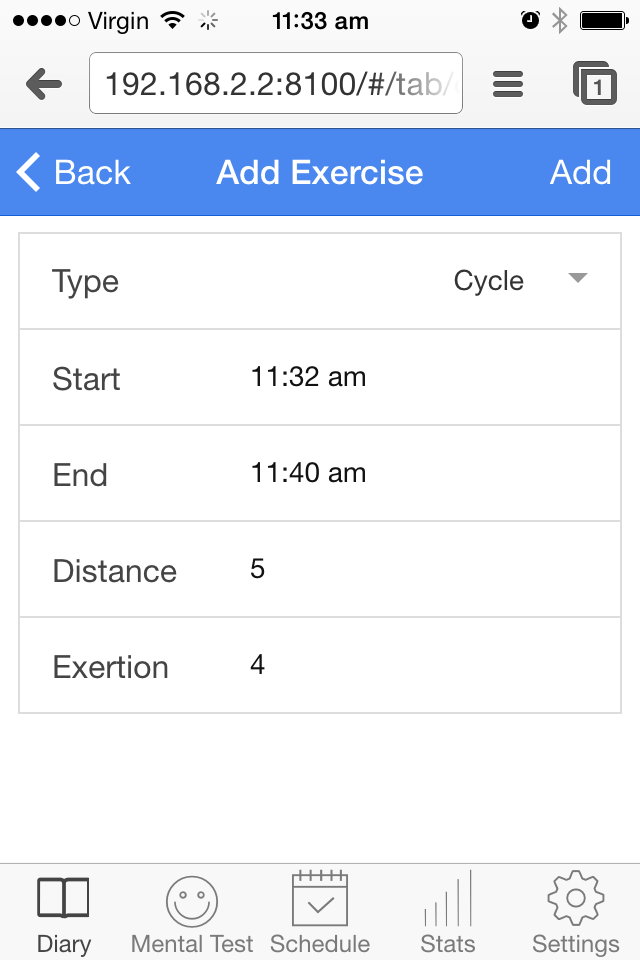 Virgin 11:33 am
192.168.2.2:8100/#/tab/
1
Back Add Exercise Add
Type Cycle
Start 11:32 am
End 11:40 am
Distance 5
Exertion 4
Diary Mental Test Schedule Stats Settings